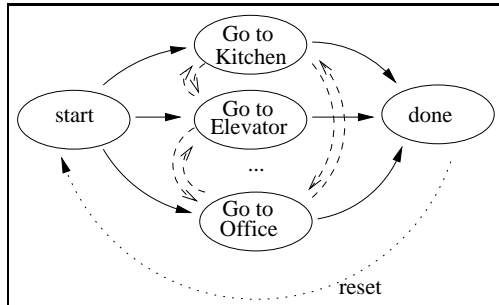 Go to
Kitchen
start
Go to
Elevator
done
...
Go to
Office
reset